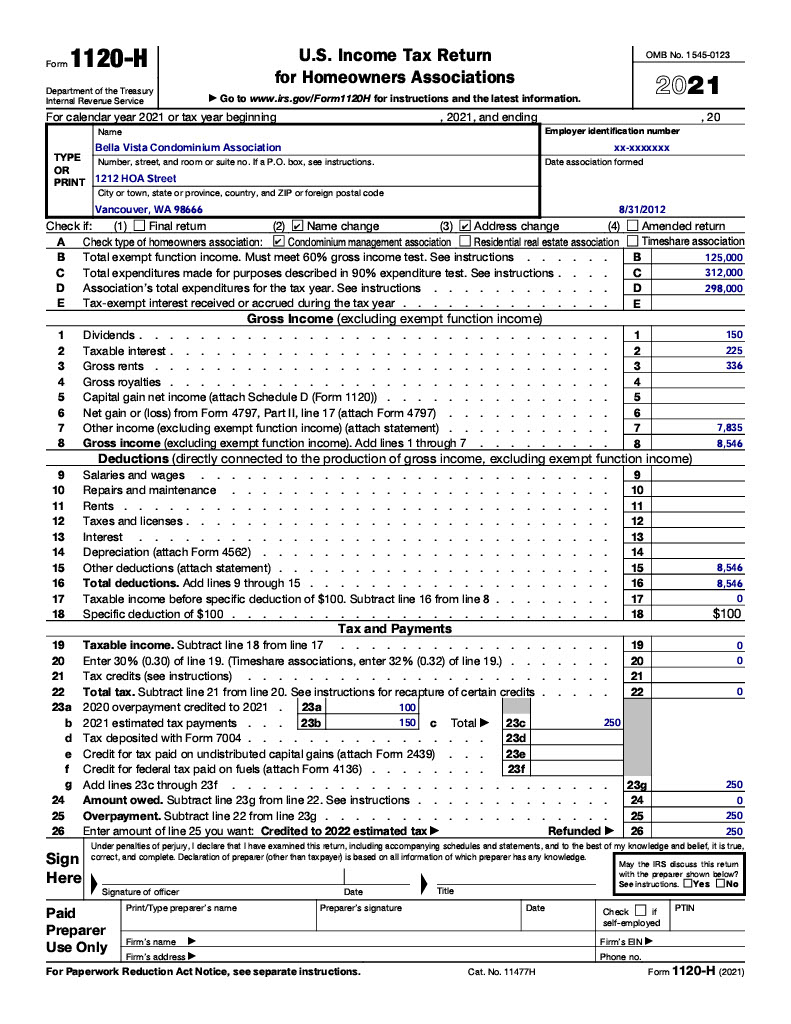 Form 1120-H
Department of the Treasury
Internal Revenue Service
U.S. Income Tax Return
for Homeowners Associations
▶ Go to www.irs.gov/Form1120H for instructions and the latest information.
OMB No. 1545-0123
2021
For calendar year 2021 or tax year beginning , 2021, and ending , 20
TYPE
OR
PRINT
Name
Bella Vista Condominium Association
Number, street, and room or suite no. If a P.O. box, see instructions.
1212 HOA Street
City or town, state or province, country, and ZIP or foreign postal code
Vancouver, WA 98666
Employer identification number
xx-xxxxxxx
Date association formed
8/31/2012
Check if: (1) ☐ Final return (2) ☑ Name change (3) ☑ Address change (4) ☐ Amended return
A Check type of homeowners association: ☑ Condominium management association ☐ Residential real estate association ☐ Timeshare association
B Total exempt function income. Must meet 60% gross income test. See instructions . . . . . . B 125,000
C Total expenditures made for purposes described in 90% expenditure test. See instructions . . . . C 312,000
D Association's total expenditures for the tax year. See instructions . . . . . . . . . . . . D 298,000
E Tax-exempt interest received or accrued during the tax year . . . . . . . . . . . . . . E
Gross Income (excluding exempt function income)
1 Dividends . . . . . . . . . . 1 150
2 Taxable interest . . . . . . . . . . 2 225
3 Gross rents . . . . . . . . . . 3 336
4 Gross royalties . . . . . . . . . . 4
5 Capital gain net income (attach Schedule D (Form 1120)) . . . . . . . . . . 5
6 Net gain or (loss) from Form 4797, Part II, line 17 (attach Form 4797) . . . . . . . . . . 6
7 Other income (excluding exempt function income) (attach statement) . . . . . . . . . . 7 7,835
8 Gross income (excluding exempt function income). Add lines 1 through 7 . . . . . . . . 8 8,546
Deductions (directly connected to the production of gross income, excluding exempt function income)
9 Salaries and wages . . . . . . . . . . 9
10 Repairs and maintenance . . . . . . . . . . 10
11 Rents . . . . . . . . . . 11
12 Taxes and licenses . . . . . . . . . . 12
13 Interest . . . . . . . . . . 13
14 Depreciation (attach Form 4562) . . . . . . . . . . 14
15 Other deductions (attach statement) . . . . . . . . . . 15 8,546
16 Total deductions. Add lines 9 through 15 . . . . . . . . . . 16 8,546
17 Taxable income before specific deduction of $100. Subtract line 16 from line 8 . . . . . . . . 17 0
18 Specific deduction of $100 . . . . . . . . . . 18 $100
Tax and Payments
19 Taxable income. Subtract line 18 from line 17 . . . . . . . . . . 19 0
20 Enter 30% (0.30) of line 19. (Timeshare associations, enter 32% (0.32) of line 19.) . . . . . . . 20 0
21 Tax credits (see instructions) . . . . . . . . . . 21
22 Total tax. Subtract line 21 from line 20. See instructions for recapture of certain credits . . . . . 22 0
23a 2020 overpayment credited to 2021 . 23a 100
b 2021 estimated tax payments . . . 23b 150 c Total ▶ 23c 250
d Tax deposited with Form 7004 . . . . . . . . . . 23d
e Credit for tax paid on undistributed capital gains (attach Form 2439) . . . 23e
f Credit for federal tax paid on fuels (attach Form 4136) . . . . . . . . 23f
g Add lines 23c through 23f . . . . . . . . . . 23g 250
24 Amount owed. Subtract line 23g from line 22. See instructions . . . . . . . . . . 24 0
25 Overpayment. Subtract line 22 from line 23g . . . . . . . . . . 25 250
26 Enter amount of line 25 you want: Credited to 2022 estimated tax ▶ Refunded ▶ 26 250
Sign
Here
Under penalties of perjury, I declare that I have examined this return, including accompanying schedules and statements, and to the best of my knowledge and belief, it is true,
correct, and complete. Declaration of preparer (other than taxpayer) is based on all information of which preparer has any knowledge.
Signature of officer Date Title
May the IRS discuss this return
with the preparer shown below?
See instructions. ☐Yes ☐No
Paid
Preparer
Use Only
Print/Type preparer's name Preparer's signature Date Check ☐ if
self-employed
PTIN
Firm's name ▶ Firm's EIN ▶
Firm's address ▶ Phone no.
For Paperwork Reduction Act Notice, see separate instructions. Cat. No. 11477H Form 1120-H (2021)